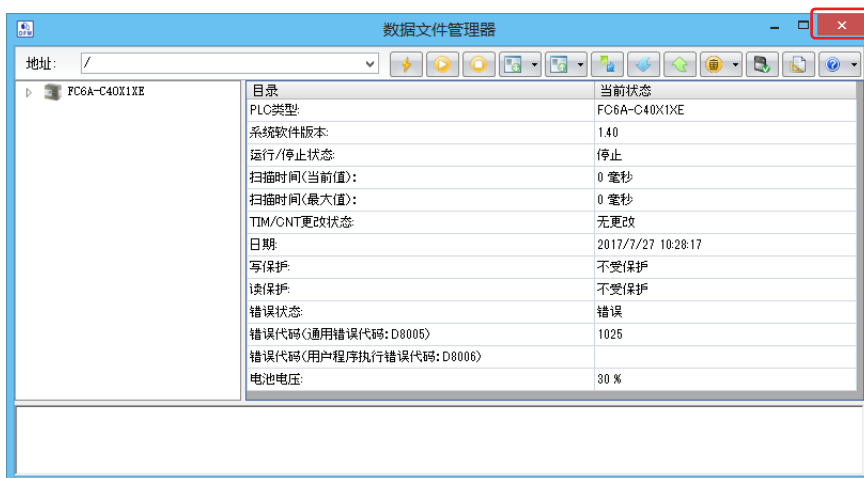 数据文件管理器
地址: /
FC6A-C40X1XE
目录 当前状态
PLC类型: FC6A-C40X1XE
系统软件版本: 1.40
运行/停止状态: 停止
扫描时间(当前值): 0 毫秒
扫描时间(最大值): 0 毫秒
TIM/CNT更改状态: 无更改
日期: 2017/7/27 10:28:17
写保护: 不受保护
读保护: 不受保护
错误状态: 错误
错误代码(通用错误代码:D8005) 1025
错误代码(用户程序执行错误代码:D8006)
电池电压: 30 %